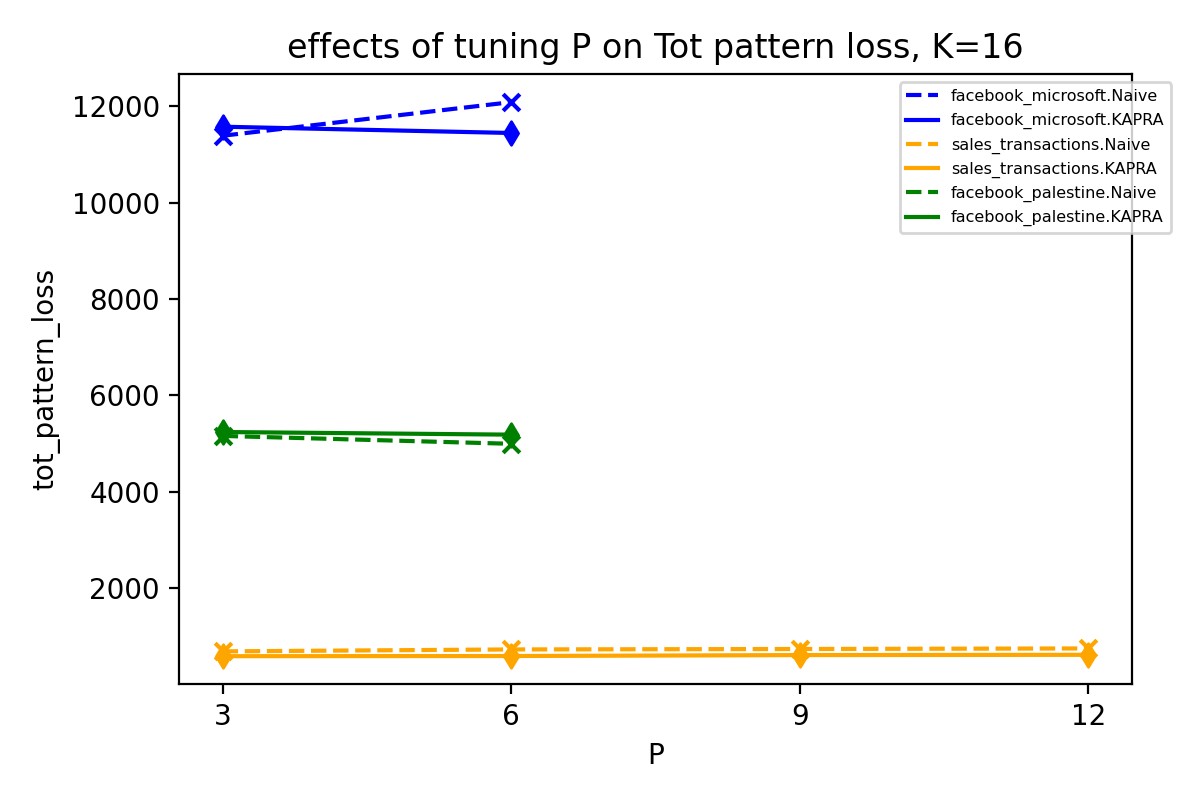 effects of tuning P on Tot pattern loss, K=16
12000
10000
8000
6000
4000
2000
tot_pattern_loss
facebook_microsoft.Naive
facebook_microsoft.KAPRA
sales_transactions.Naive
sales_transactions.KAPRA
facebook_palestine.Naive
facebook_palestine.KAPRA
3 6 9 12
P